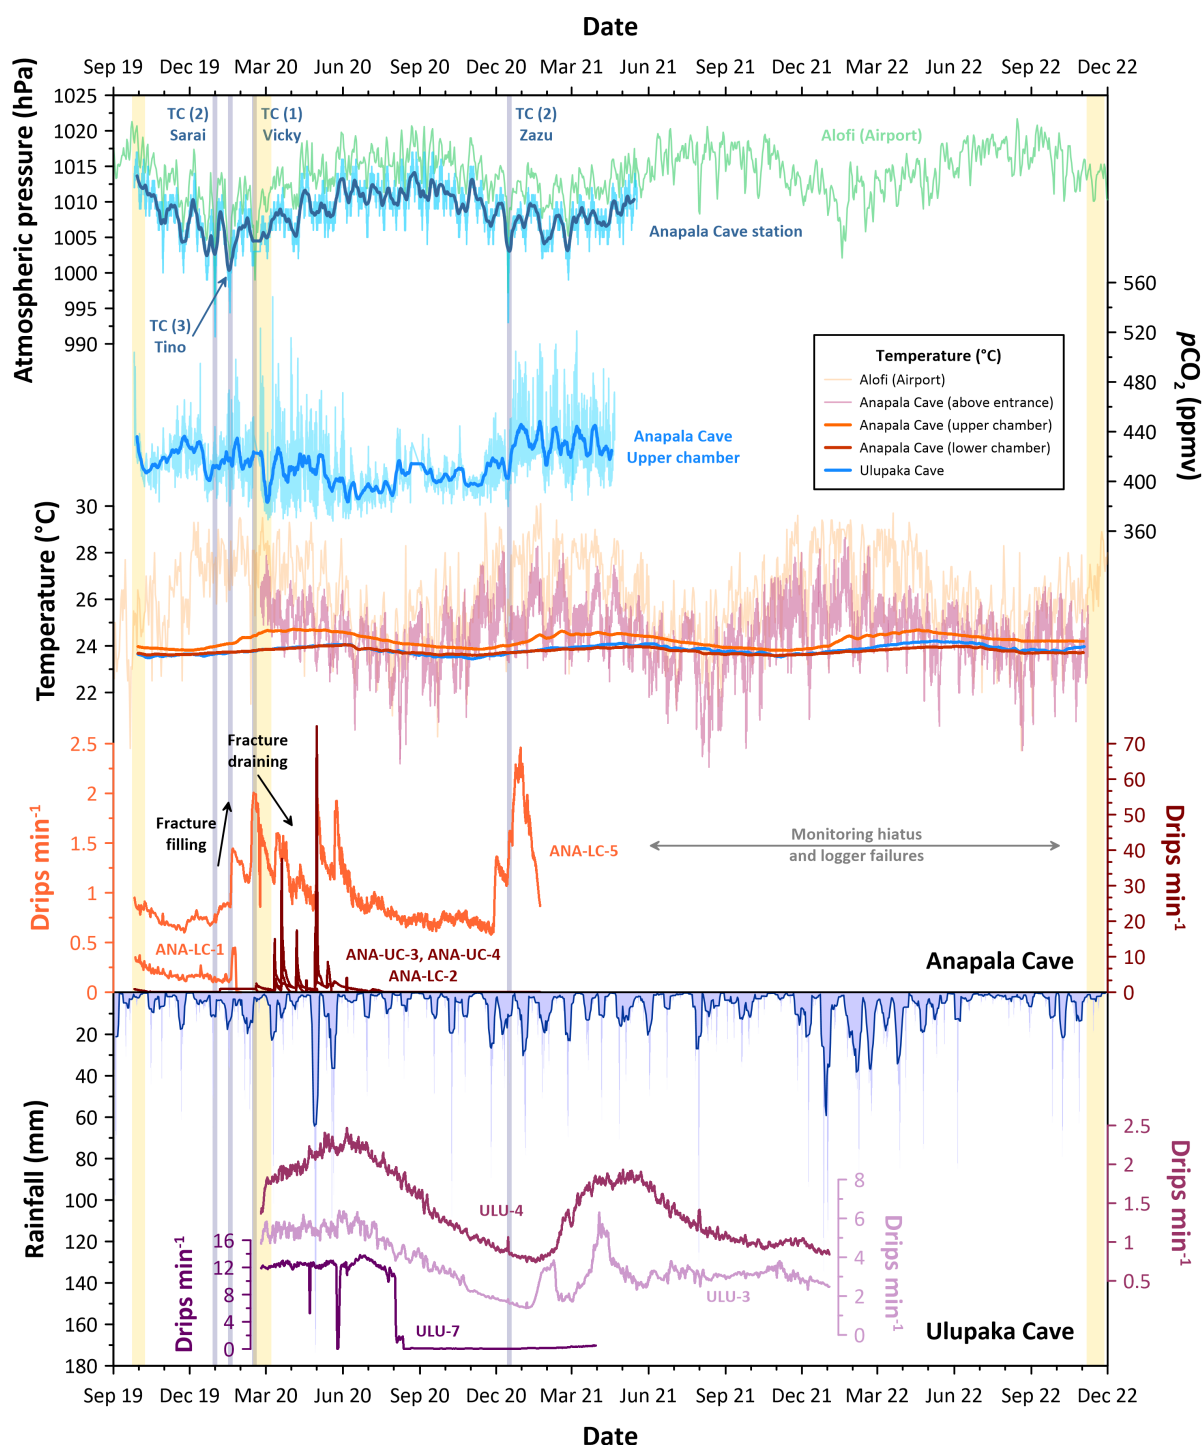 Date
Sep 19 Dec 19 Mar 20 Jun 20 Sep 20 Dec 20 Mar 21 Jun 21 Sep 21 Dec 21 Mar 22 Jun 22 Sep 22 Dec 22
Atmospheric pressure (hPa)
1025
1020
1015
1010
1005
1000
995
990
TC (2)
Sarai
TC (1)
Vicky
TC (2)
Zazu
Alofi (Airport)
Anapala Cave station
TC (3)
Tino
560
520
480
440
400
360
pCO2 (ppmv)
Temperature (°C)
Alofi (Airport)
Anapala Cave (above entrance)
Anapala Cave (upper chamber)
Anapala Cave (lower chamber)
Ulupaka Cave
Anapala Cave
Upper chamber
Temperature (°C)
30
28
26
24
22
Drips min-1
2.5
2
1.5
1
0.5
0
Fracture
draining
Fracture
filling
ANA-LC-5
ANA-LC-1
ANA-UC-3, ANA-UC-4
ANA-LC-2
Monitoring hiatus
and logger failures
Anapala Cave
70
60
50
40
30
20
10
0
Drips min-1
Rainfall (mm)
20
40
60
80
100
120
140
160
180
2.5
2
1.5
1
0.5
Drips min-1
ULU-4
8
6
4
2
0
Drips min-1
ULU-3
Drips min-1
16
12
8
4
0
ULU-7
Ulupaka Cave
Sep 19 Dec 19 Mar 20 Jun 20 Sep 20 Dec 20 Mar 21 Jun 21 Sep 21 Dec 21 Mar 22 Jun 22 Sep 22 Dec 22
Date